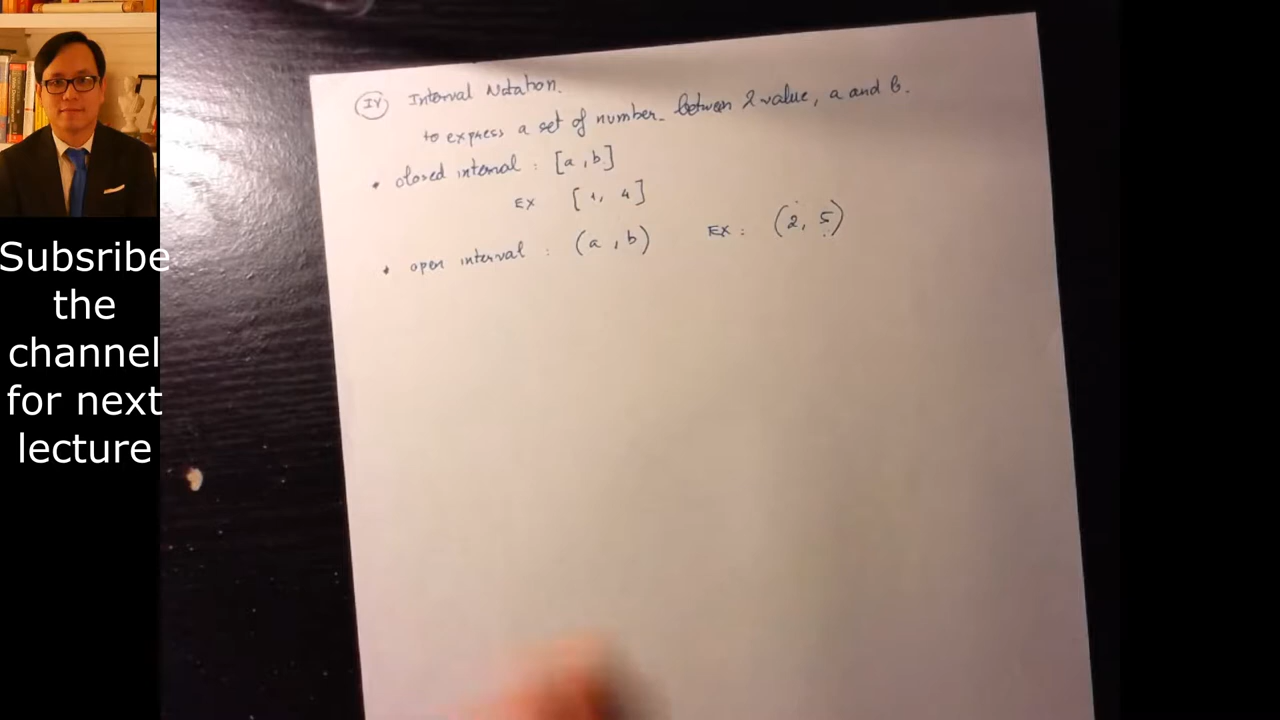 Subsribe
the
channel
for next
lecture
IV Interval Notation.
to express a set of number between 2 value, a and b.
• closed interval : [a, b]
EX [1, 4]
• open interval : (a, b) EX : (2, 5)